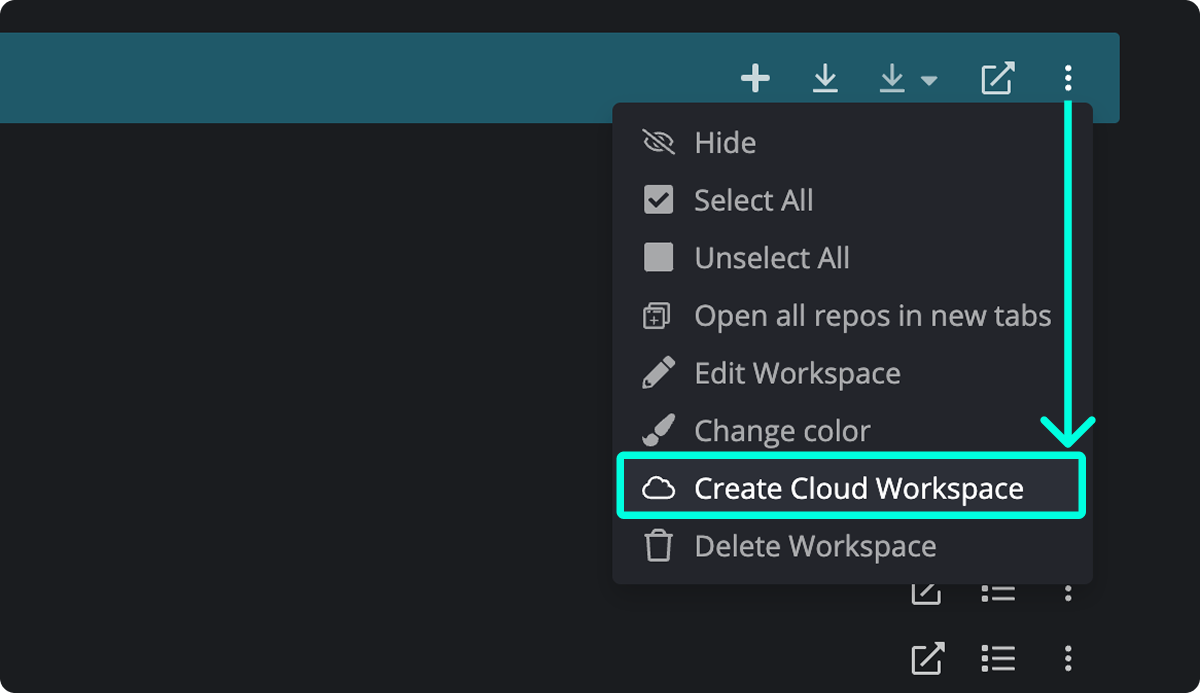 Hide
Select All
Unselect All
Open all repos in new tabs
Edit Workspace
Change color
Create Cloud Workspace
Delete Workspace